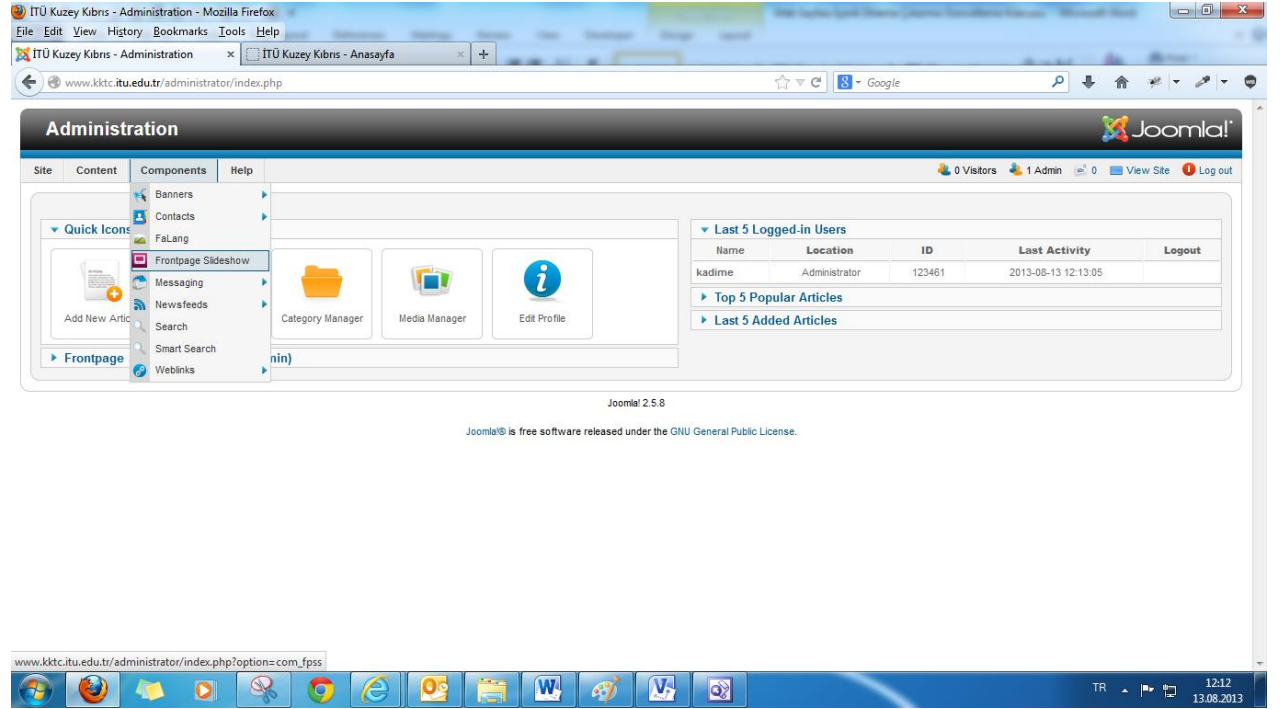 İTÜ Kuzey Kıbrıs - Administration - Mozilla Firefox
File Edit View History Bookmarks Tools Help
İTÜ Kuzey Kıbrıs - Administration × İTÜ Kuzey Kıbrıs - Anasayfa × +
www.kktc.itu.edu.tr/administrator/index.php Google
Administration Joomla!
Site Content Components Help 0 Visitors 1 Admin 0 View Site Log out
Banners
Contacts
FaLang
Frontpage Slideshow
Messaging
Newsfeeds
Search
Smart Search
Weblinks
Quick Icons
Add New Artic
Category Manager
Media Manager
Edit Profile
Frontpage min)
Last 5 Logged-in Users
Name Location ID Last Activity Logout
kadime Administrator 123461 2013-08-13 12:13:05
Top 5 Popular Articles
Last 5 Added Articles
Joomla! 2.5.8
Joomla!® is free software released under the GNU General Public License.
www.kktc.itu.edu.tr/administrator/index.php?option=com_fpss
TR 12:12
13.08.2013